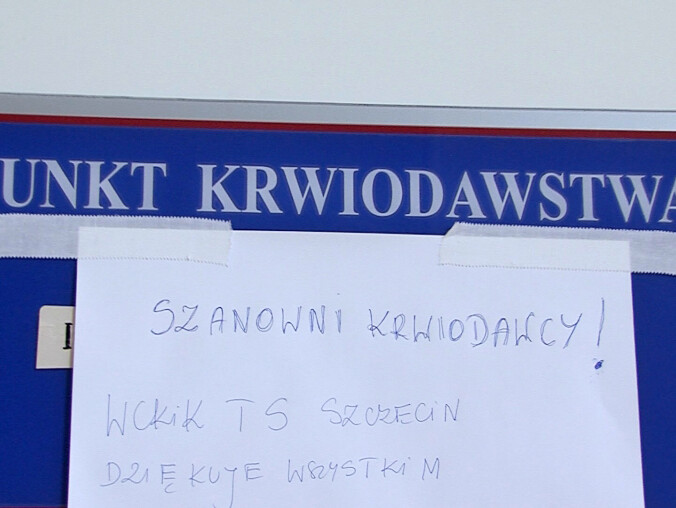 UNKT KRWIODAWSTWA
SZANOWNI KRWIODAWCY!
WCKiK TS SZCZECIN
DZIĘKUJE WSZYSTKIM